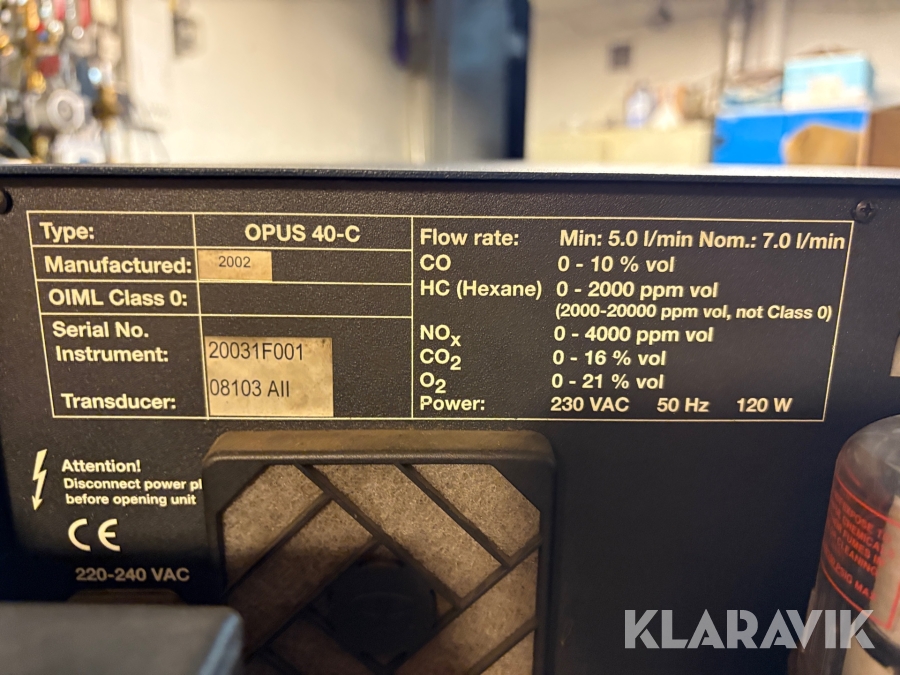 KLARAVIK
Type: OPUS 40-C
Manufactured: 2002
OIML Class 0:
Serial No.
Instrument: 20031F001
Transducer: 08103 AII
Flow rate: Min: 5.0 l/min Nom.: 7.0 l/min
CO 0 - 10 % vol
HC (Hexane) 0 - 2000 ppm vol
(2000-20000 ppm vol, not Class 0)
NOx 0 - 4000 ppm vol
CO2 0 - 16 % vol
O2 0 - 21 % vol
Power: 230 VAC 50 Hz 120 W
Attention!
Disconnect power pl
before opening unit
CE
220-240 VAC
KLARAVIK